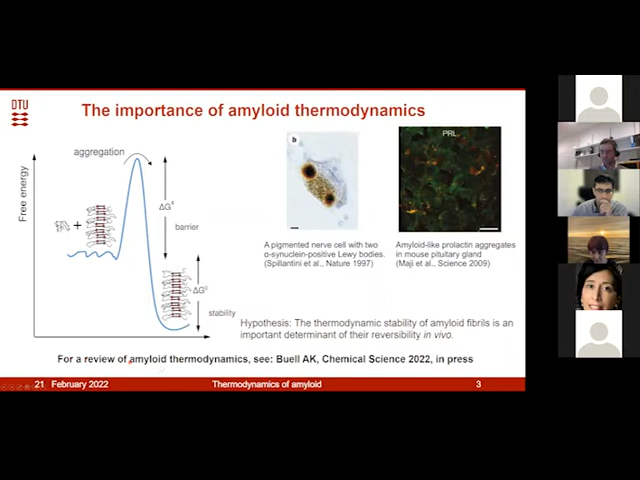 DTU
The importance of amyloid thermodynamics
aggregation
Free energy
ΔG‡
barrier
ΔG⁰
stability
b
PRL
A pigmented nerve cell with two
α-synuclein-positive Lewy bodies.
(Spillantini et al., Nature 1997)
Amyloid-like prolactin aggregates
in mouse pituitary gland
(Maji et al., Science 2009)
Hypothesis: The thermodynamic stability of amyloid fibrils is an
important determinant of their reversibility in vivo.
For a review of amyloid thermodynamics, see: Buell AK, Chemical Science 2022, in press
21 February 2022
Thermodynamics of amyloid
3